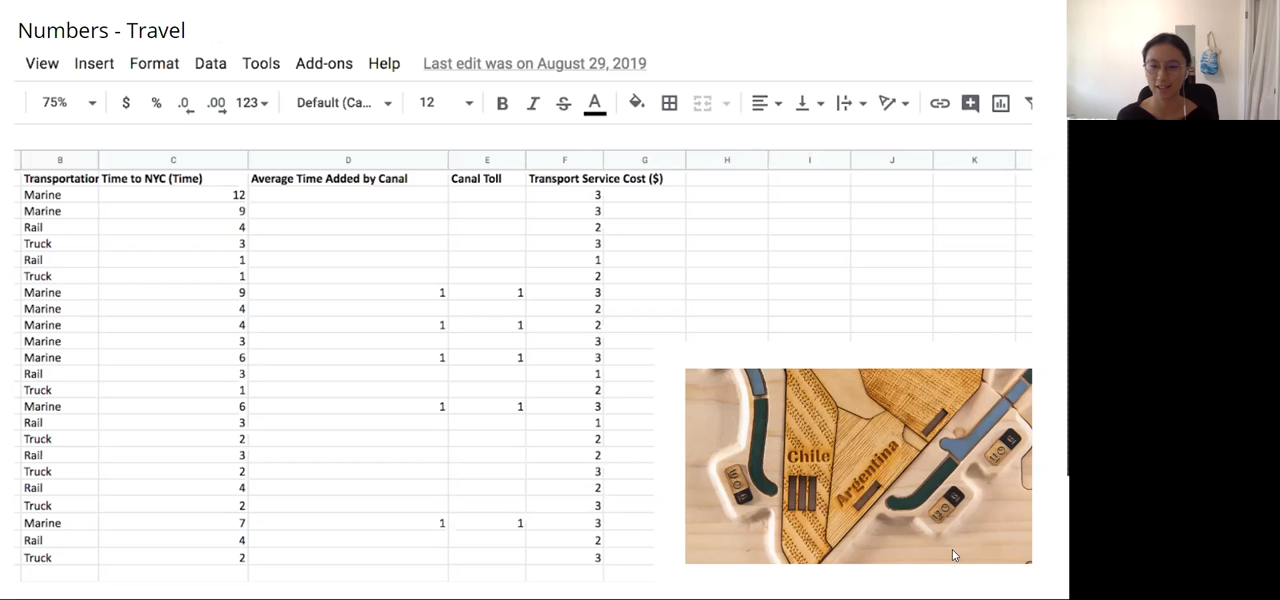 Numbers - Travel
View Insert Format Data Tools Add-ons Help Last edit was on August 29, 2019
75% $ % .0 .00 123 Default (Ca... 12 B I S A
B C D E F G H I J K
Transportation Time to NYC (Time) Average Time Added by Canal Canal Toll Transport Service Cost ($)
Marine 12 3
Marine 9 3
Rail 4 2
Truck 3 3
Rail 1 1
Truck 1 2
Marine 9 1 1 3
Marine 4 2
Marine 4 1 1 2
Marine 3 3
Marine 6 1 1 3
Rail 3 1
Truck 1 2
Marine 6 1 1 3
Rail 3 1
Truck 2 2
Rail 3 2
Truck 2 3
Rail 4 2
Truck 2 3
Marine 7 1 1 3
Rail 4 2
Truck 2 3
Chile
Argentina